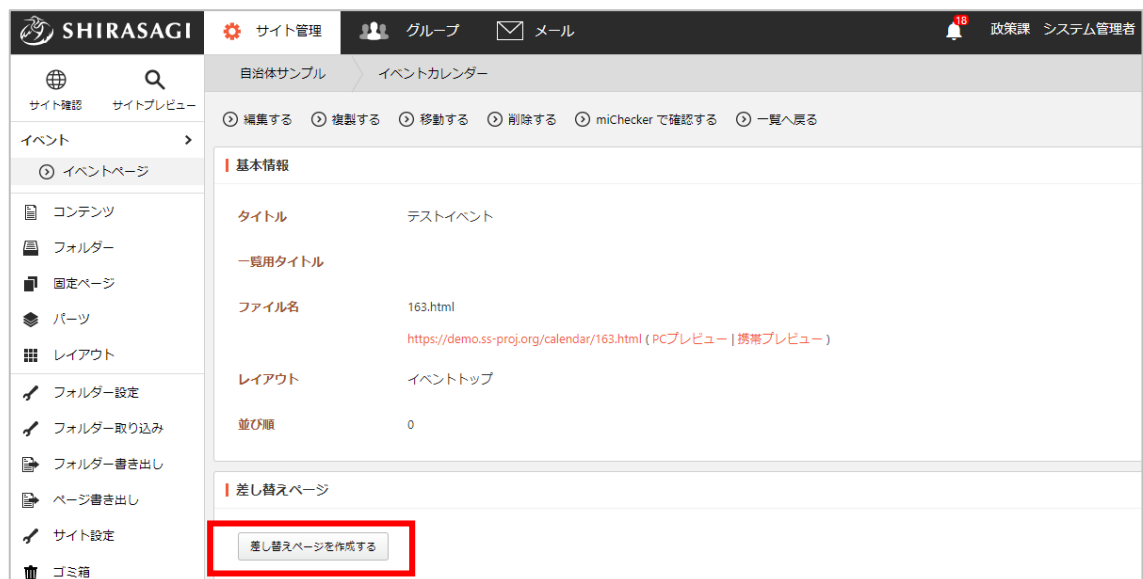 SHIRASAGI サイト管理 グループ メール 18 政策課 システム管理者
サイト確認 サイトプレビュー
イベント
イベントページ
コンテンツ
フォルダー
固定ページ
パーツ
レイアウト
フォルダー設定
フォルダー取り込み
フォルダー書き出し
ページ書き出し
サイト設定
ゴミ箱
自治体サンプル イベントカレンダー
編集する 複製する 移動する 削除する miChecker で確認する 一覧へ戻る
基本情報
タイトル テストイベント
一覧用タイトル
ファイル名 163.html
https://demo.ss-proj.org/calendar/163.html ( PCプレビュー | 携帯プレビュー )
レイアウト イベントトップ
並び順 0
差し替えページ
差し替えページを作成する